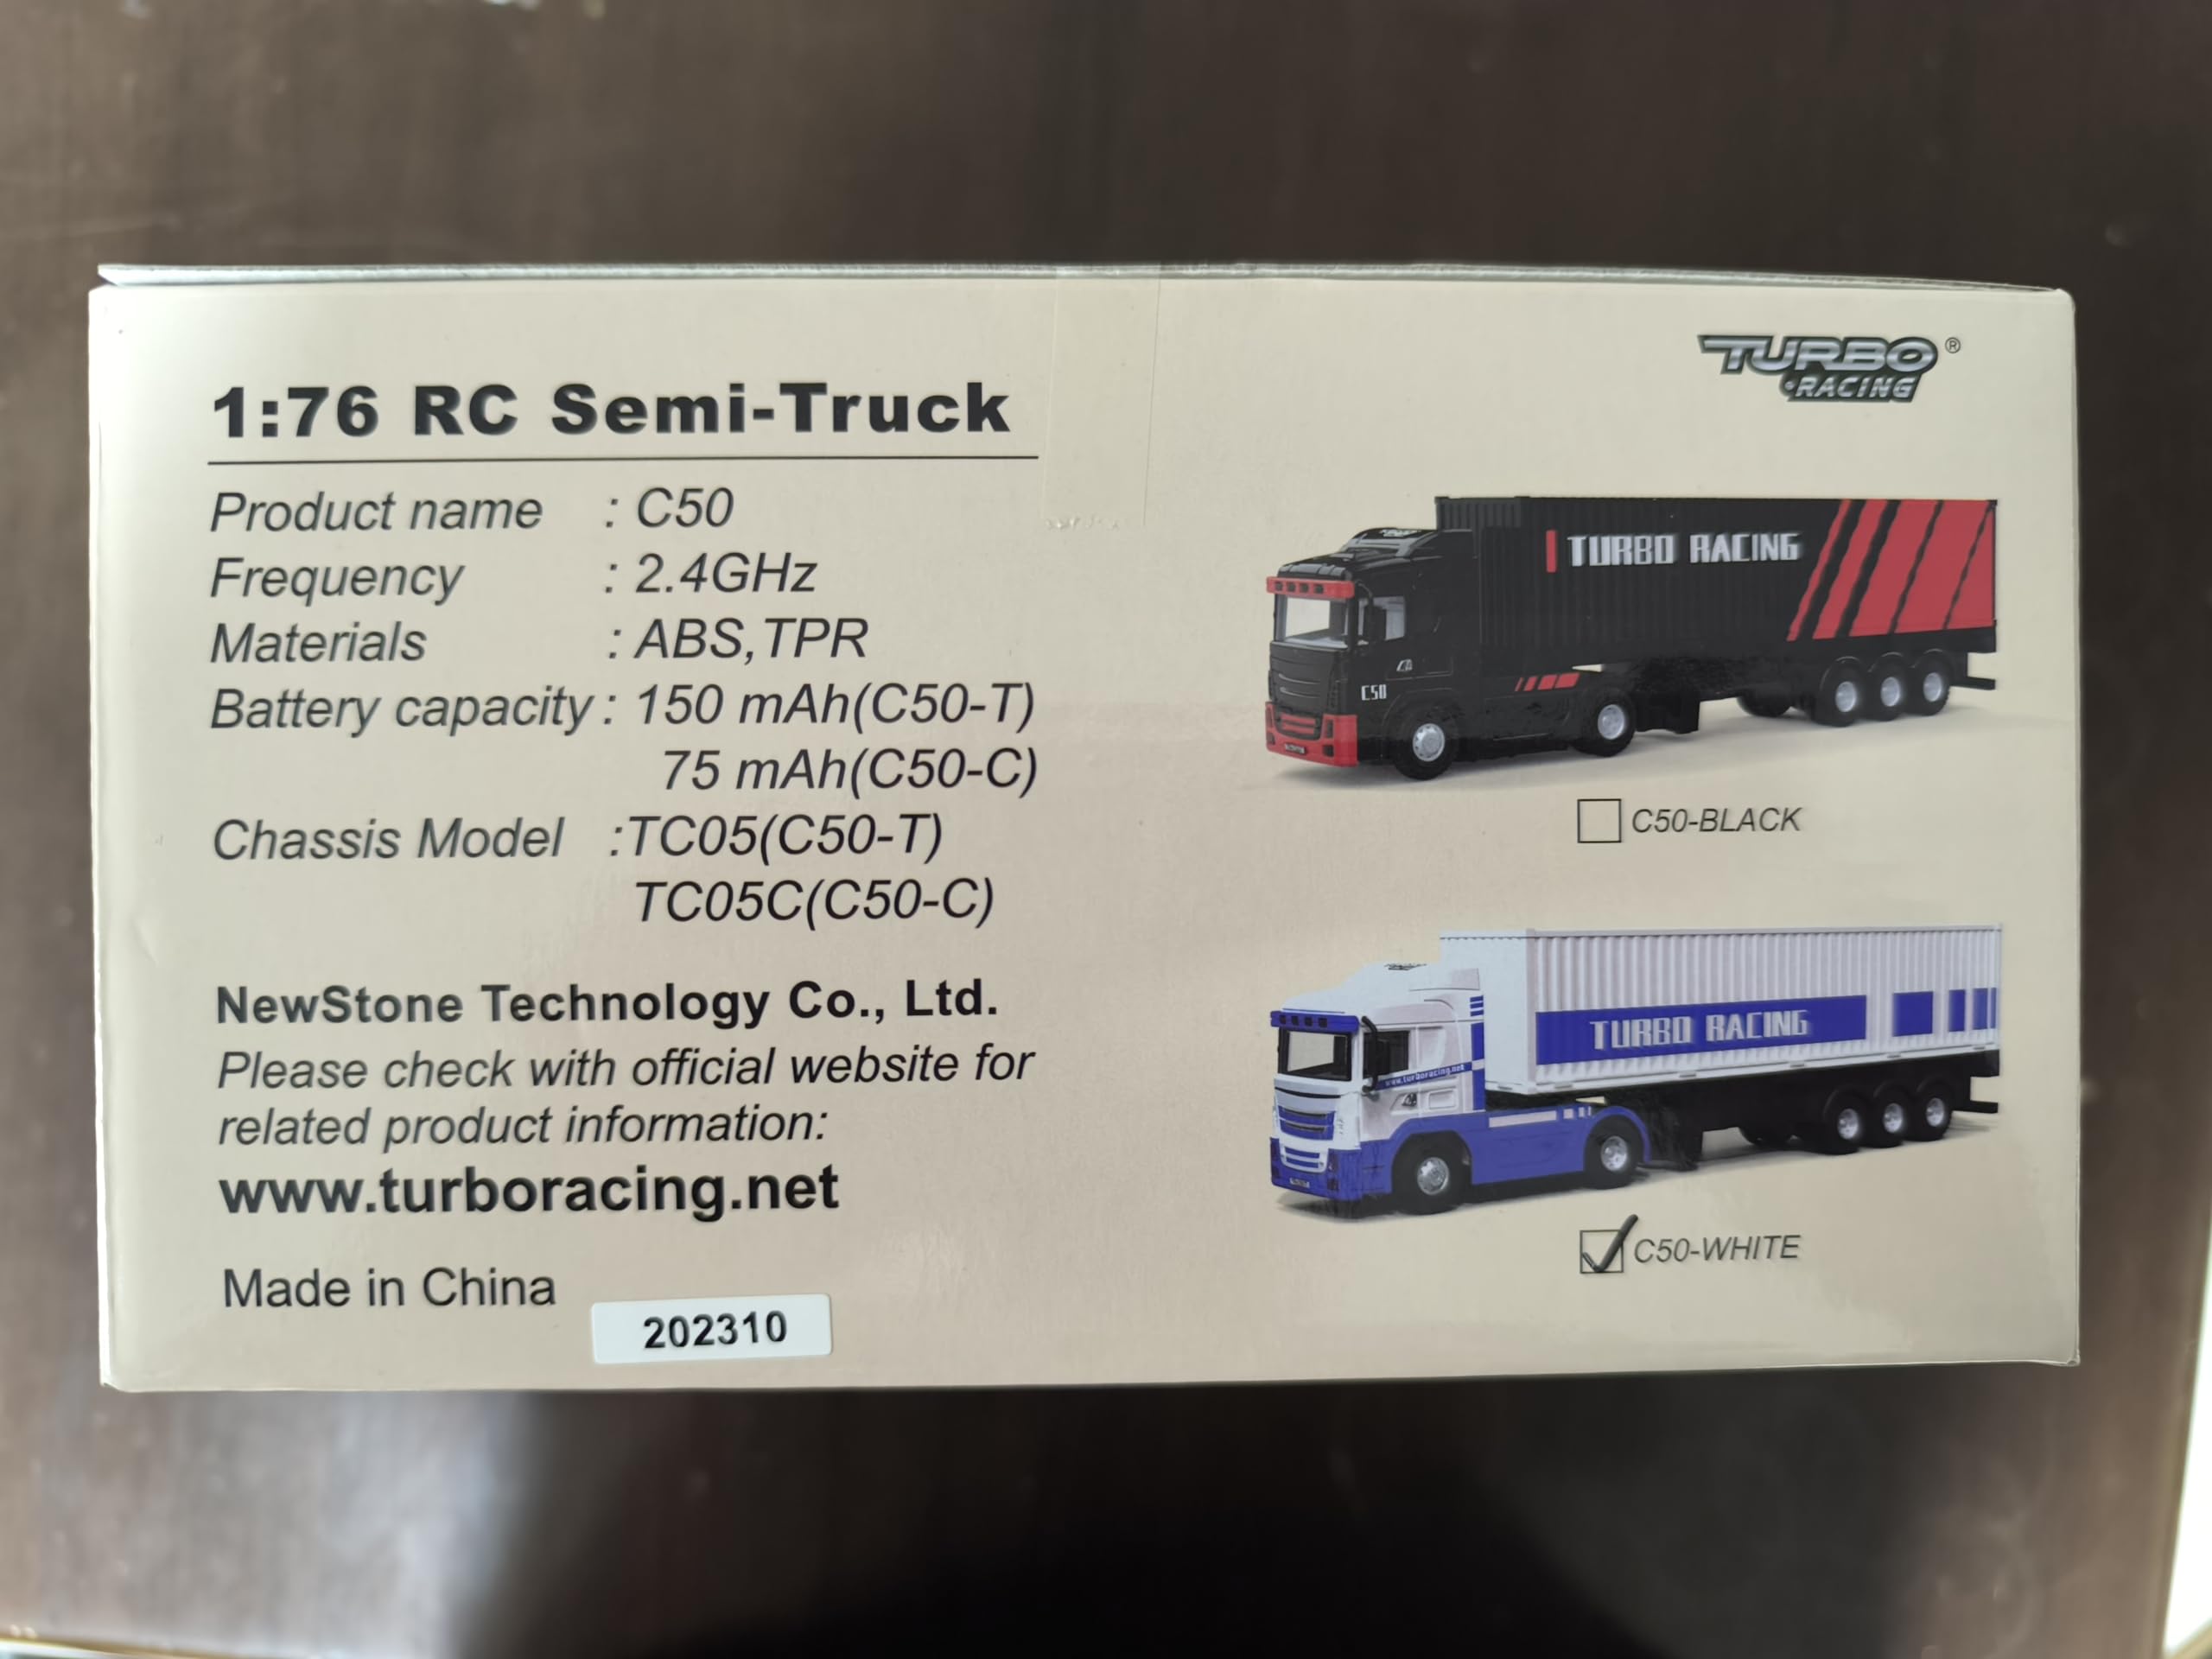 1:76 RC Semi-Truck
Product name : C50
Frequency : 2.4GHz
Materials : ABS,TPR
Battery capacity : 150 mAh(C50-T)
75 mAh(C50-C)
Chassis Model :TC05(C50-T)
TC05C(C50-C)
NewStone Technology Co., Ltd.
Please check with official website for
related product information:
www.turboracing.net
Made in China
202310
TURBO ®
RACING
TURBO RACING
C50
C50-BLACK
TURBO RACING
www.turboracing.net
C50-WHITE